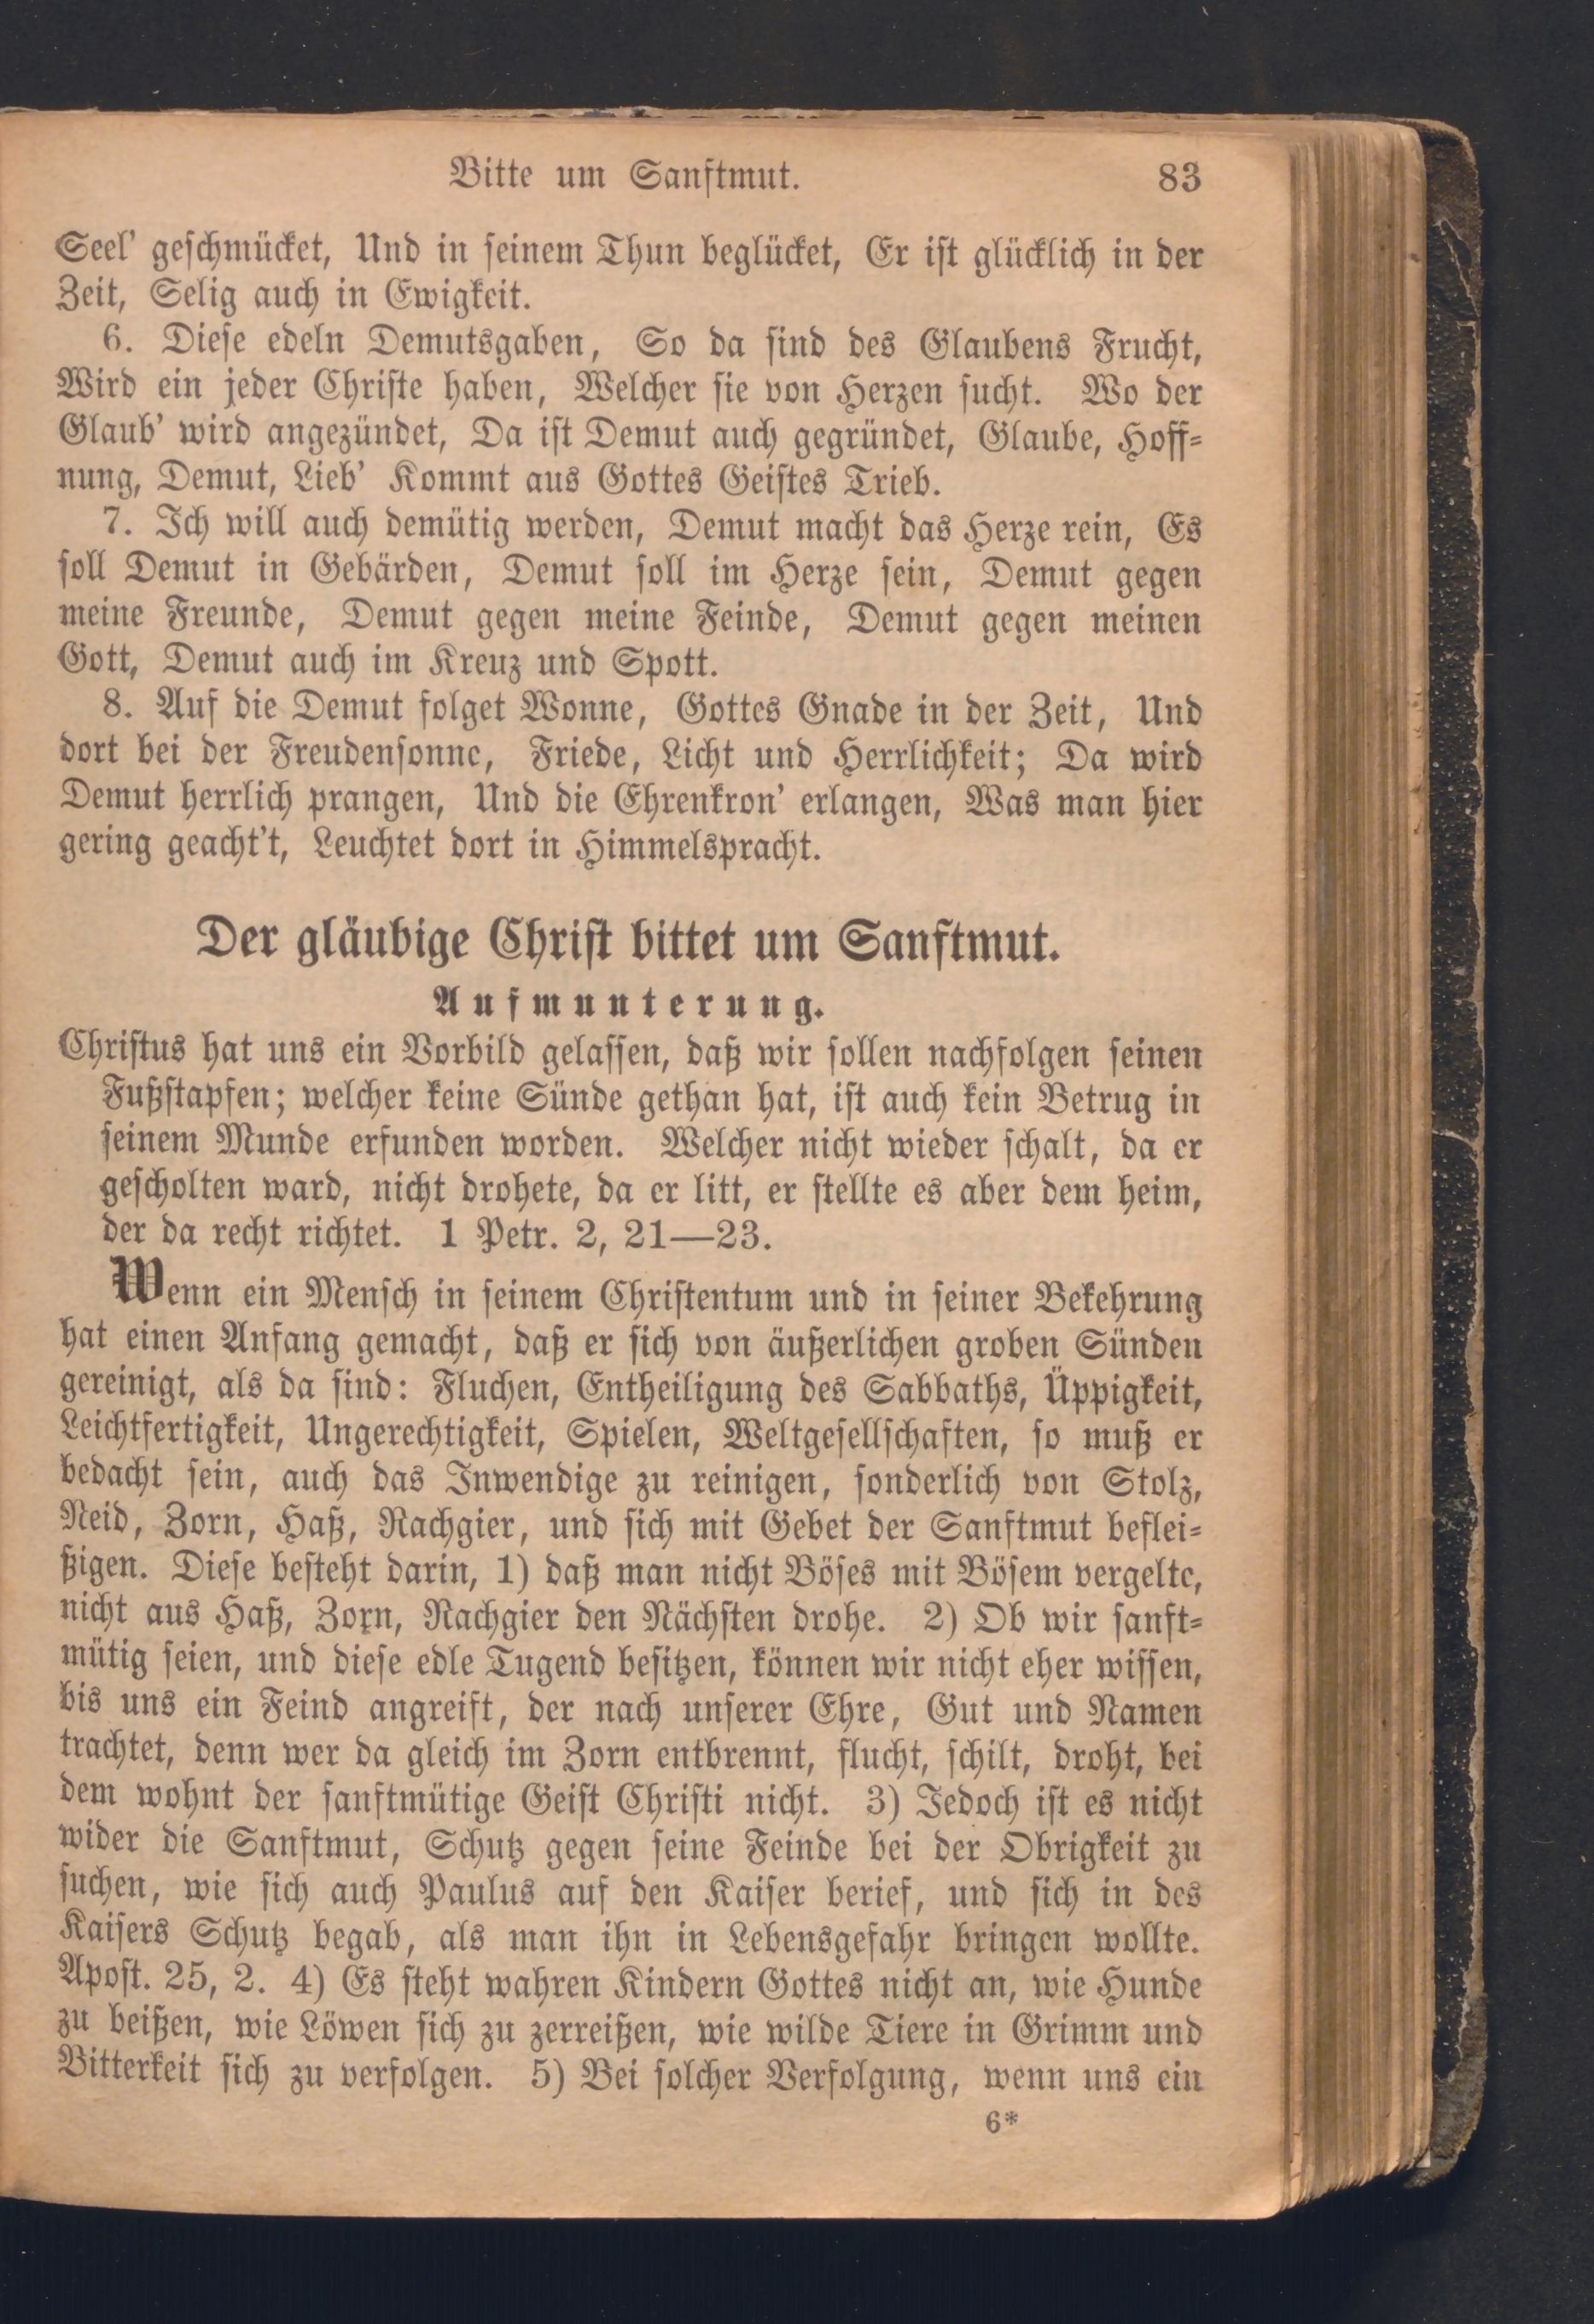 Bitte um Sanftmut. 83
Seel' geschmücket, Und in seinem Thun beglücket, Er ist glücklich in der
Zeit, Selig auch in Ewigkeit.
6. Diese edeln Demutsgaben, So da sind des Glaubens Frucht,
Wird ein jeder Christe haben, Welcher sie von Herzen sucht. Wo der
Glaub' wird angezündet, Da ist Demut auch gegründet, Glaube, Hoff-
nung, Demut, Lieb' Kommt aus Gottes Geistes Trieb.
7. Ich will auch demütig werden, Demut macht das Herze rein, Es
soll Demut in Gebärden, Demut soll im Herze sein, Demut gegen
meine Freunde, Demut gegen meine Feinde, Demut gegen meinen
Gott, Demut auch im Kreuz und Spott.
8. Auf die Demut folget Wonne, Gottes Gnade in der Zeit, Und
dort bei der Freudensonne, Friede, Licht und Herrlichkeit; Da wird
Demut herrlich prangen, Und die Ehrenkron' erlangen, Was man hier
gering geacht't, Leuchtet dort in Himmelspracht.
Der gläubige Christ bittet um Sanftmut.
Aufmunterung.
Christus hat uns ein Vorbild gelassen, daß wir sollen nachfolgen seinen
Fußstapfen; welcher keine Sünde gethan hat, ist auch kein Betrug in
seinem Munde erfunden worden. Welcher nicht wieder schalt, da er
gescholten ward, nicht drohete, da er litt, er stellte es aber dem heim,
der da recht richtet. 1 Petr. 2, 21—23.
Wenn ein Mensch in seinem Christentum und in seiner Bekehrung
hat einen Anfang gemacht, daß er sich von äußerlichen groben Sünden
gereinigt, als da sind: Fluchen, Entheiligung des Sabbaths, Üppigkeit,
Leichtfertigkeit, Ungerechtigkeit, Spielen, Weltgesellschaften, so muß er
bedacht sein, auch das Inwendige zu reinigen, sonderlich von Stolz,
Neid, Zorn, Haß, Rachgier, und sich mit Gebet der Sanftmut beflei-
ßigen. Diese besteht darin, 1) daß man nicht Böses mit Bösem vergelte,
nicht aus Haß, Zorn, Rachgier den Nächsten drohe. 2) Ob wir sanft-
mütig seien, und diese edle Tugend besitzen, können wir nicht eher wissen,
bis uns ein Feind angreift, der nach unserer Ehre, Gut und Namen
trachtet, denn wer da gleich im Zorn entbrennt, flucht, schilt, droht, bei
dem wohnt der sanftmütige Geist Christi nicht. 3) Jedoch ist es nicht
wider die Sanftmut, Schutz gegen seine Feinde bei der Obrigkeit zu
suchen, wie sich auch Paulus auf den Kaiser berief, und sich in des
Kaisers Schutz begab, als man ihn in Lebensgefahr bringen wollte.
Apost. 25, 2. 4) Es steht wahren Kindern Gottes nicht an, wie Hunde
zu beißen, wie Löwen sich zu zerreißen, wie wilde Tiere in Grimm und
Bitterkeit sich zu verfolgen. 5) Bei solcher Verfolgung, wenn uns ein
6*